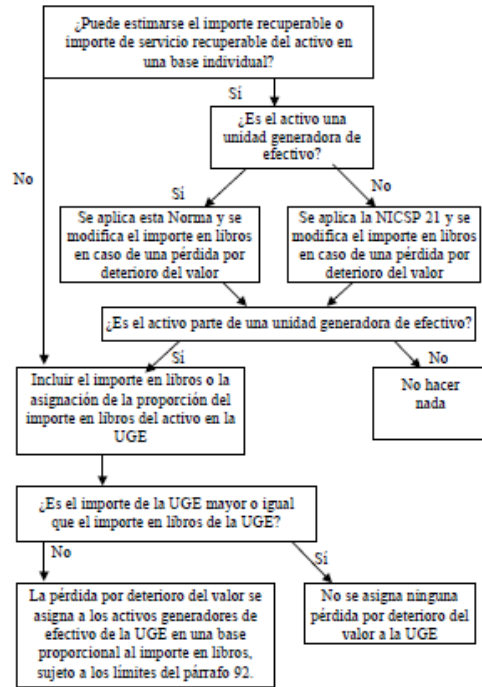 ¿Puede estimarse el importe recuperable o
importe de servicio recuperable del activo en
una base individual?
Sí
¿Es el activo una
unidad generadora de
efectivo?
No
Sí
No
Se aplica esta Norma y se
modifica el importe en libros
en caso de una pérdida por
deterioro del valor
Se aplica la NICSP 21 y se
modifica el importe en libros
en caso de una pérdida por
deterioro del valor
¿Es el activo parte de una unidad generadora de efectivo?
Sí
No
Incluir el importe en libros o la
asignación de la proporción del
importe en libros del activo en la
UGE
No hacer
nada
¿Es el importe de la UGE mayor o igual
que el importe en libros de la UGE?
No
Sí
La pérdida por deterioro del valor se
asigna a los activos generadores de
efectivo de la UGE en una base
proporcional al importe en libros,
sujeto a los límites del párrafo 92.
No se asigna ninguna
pérdida por deterioro del
valor a la UGE